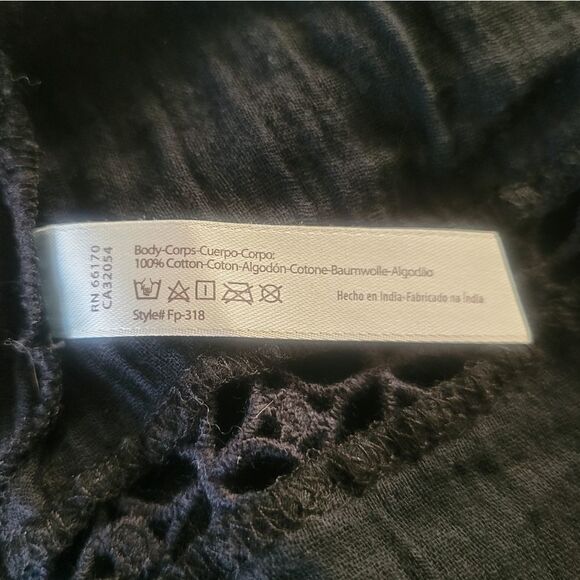 RN 66170
CA32054
Body-Corps-Cuerpo-Corpo:
100% Cotton-Coton-Algodón-Cotone-Baumwolle-Algodão
Style# Fp-318
Hecho en India-Fabricado na Índia